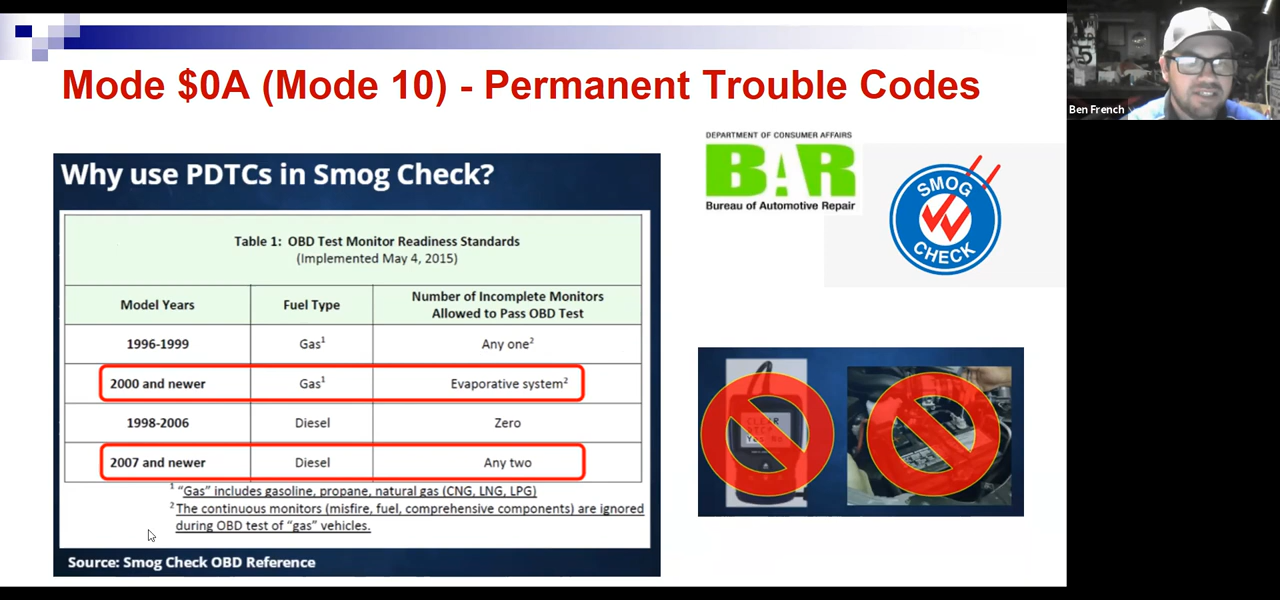 Mode $0A (Mode 10) - Permanent Trouble Codes
Ben French
Why use PDTCs in Smog Check?
Table 1: OBD Test Monitor Readiness Standards
(Implemented May 4, 2015)
Model Years Fuel Type Number of Incomplete Monitors
Allowed to Pass OBD Test
1996-1999 Gas¹ Any one²
2000 and newer Gas¹ Evaporative system²
1998-2006 Diesel Zero
2007 and newer Diesel Any two
¹ "Gas" includes gasoline, propane, natural gas (CNG, LNG, LPG)
² The continuous monitors (misfire, fuel, comprehensive components) are ignored
during OBD test of "gas" vehicles.
Source: Smog Check OBD Reference
DEPARTMENT OF CONSUMER AFFAIRS
BAR
Bureau of Automotive Repair
SMOG
CHECK
CLEAR
DTC?
Yes No